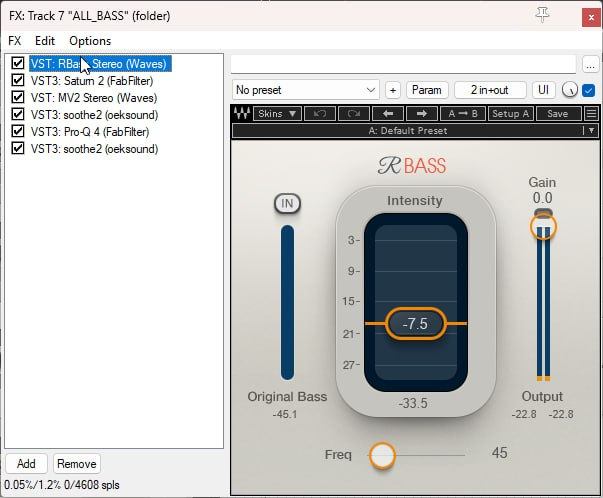 FX: Track 7 "ALL_BASS" (folder)
FX Edit Options
VST: RBass Stereo (Waves)
VST3: Saturn 2 (FabFilter)
VST: MV2 Stereo (Waves)
VST3: soothe2 (oeksound)
VST3: Pro-Q 4 (FabFilter)
VST3: soothe2 (oeksound)
Add Remove
0.05%/1.2% 0/4608 spls
...
No preset + Param 2 in+out UI
Skins A → B Setup A Save
A: Default Preset
R BASS
IN
Original Bass
-45.1
Intensity
3-
9-
15-
21-
27-
-7.5
-33.5
Gain
0.0
Output
-22.8 -22.8
Freq 45